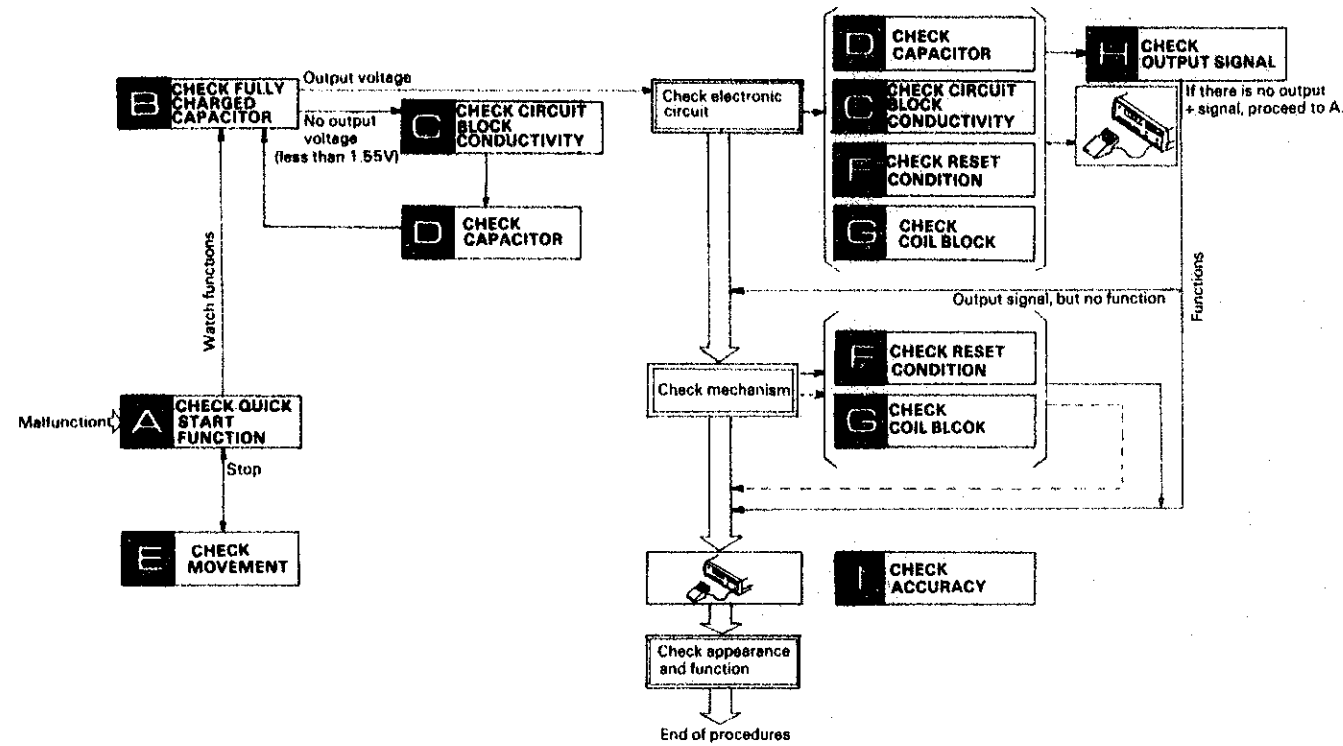 Malfunction
A
CHECK QUICK
START
FUNCTION
Watch functions
Stop
E
CHECK
MOVEMENT
B
CHECK FULLY
CHARGED
CAPACITOR
Output voltage
No output
voltage
(less than 1.55V)
C
CHECK CIRCUIT
BLOCK
CONDUCTIVITY
D
CHECK
CAPACITOR
Check electronic
circuit
D
CHECK
CAPACITOR
C
CHECK CIRCUIT
BLOCK
CONDUCTIVITY
F
CHECK RESET
CONDITION
G
CHECK
COIL BLOCK
H
CHECK
OUTPUT SIGNAL
If there is no output
signal, proceed to A.
Output signal, but no function
Functions
Check mechanism
F
CHECK RESET
CONDITION
G
CHECK
COIL BLCOK
I
CHECK
ACCURACY
Check appearance
and function
End of procedures